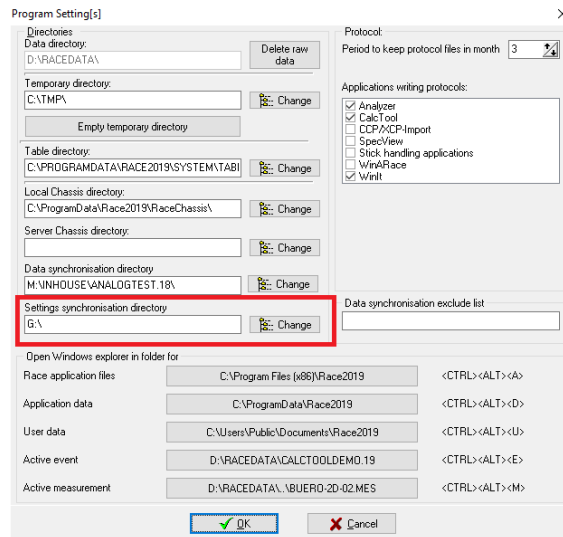 Program Setting[s]
Directories
Data directory:
D:\RACEDATA\
Delete raw
data
Temporary directory:
C:\TMP\
Change
Empty temporary directory
Table directory:
C:\PROGRAMDATA\RACE2019\SYSTEM\TABI
Change
Local Chassis directory:
C:\ProgramData\Race2019\RaceChassis\
Change
Server Chassis directory:
Change
Data synchronisation directory
M:\INHOUSE\ANALOGTEST.18\
Change
Settings synchronisation directory
G:\
Change
Protocol:
Period to keep protocol files in month
3
Applications writing protocols:
Analyzer
CalcTool
CCP/XCP-Import
SpecView
Stick handling applications
WinARace
WinIt
Data synchronisation exclude list
Open Windows explorer in folder for
Race application files C:\Program Files (x86)\Race2019 <CTRL><ALT><A>
Application data C:\ProgramData\Race2019 <CTRL><ALT><D>
User data C:\Users\Public\Documents\Race2019 <CTRL><ALT><U>
Active event D:\RACEDATA\CALCTOOLDEMO.19 <CTRL><ALT><E>
Active measurement D:\RACEDATA\..\BUERO-2D-02.MES <CTRL><ALT><M>
OK
Cancel